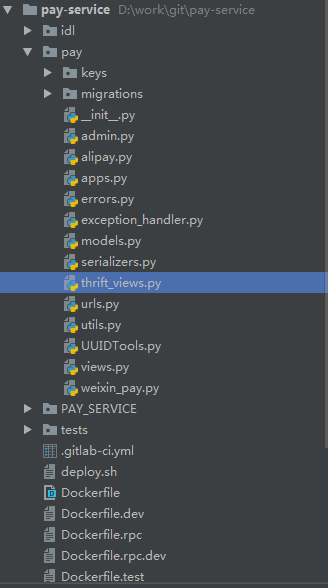 pay-service D:\work\git\pay-service
idl
pay
keys
migrations
__init__.py
admin.py
alipay.py
apps.py
errors.py
exception_handler.py
models.py
serializers.py
thrift_views.py
urls.py
utils.py
UUIDTools.py
views.py
weixin_pay.py
PAY_SERVICE
tests
.gitlab-ci.yml
deploy.sh
Dockerfile
Dockerfile.dev
Dockerfile.rpc
Dockerfile.rpc.dev
Dockerfile.test